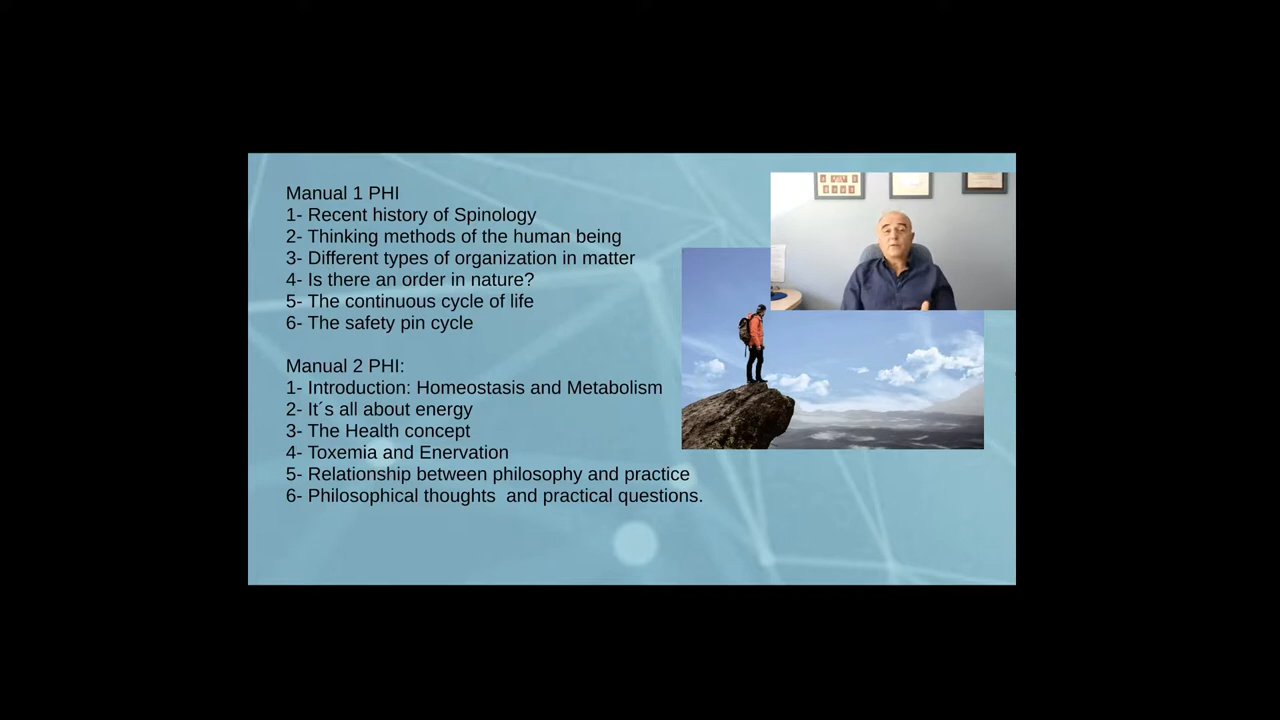 Manual 1 PHI
1- Recent history of Spinology
2- Thinking methods of the human being
3- Different types of organization in matter
4- Is there an order in nature?
5- The continuous cycle of life
6- The safety pin cycle
Manual 2 PHI:
1- Introduction: Homeostasis and Metabolism
2- It´s all about energy
3- The Health concept
4- Toxemia and Enervation
5- Relationship between philosophy and practice
6- Philosophical thoughts  and practical questions.